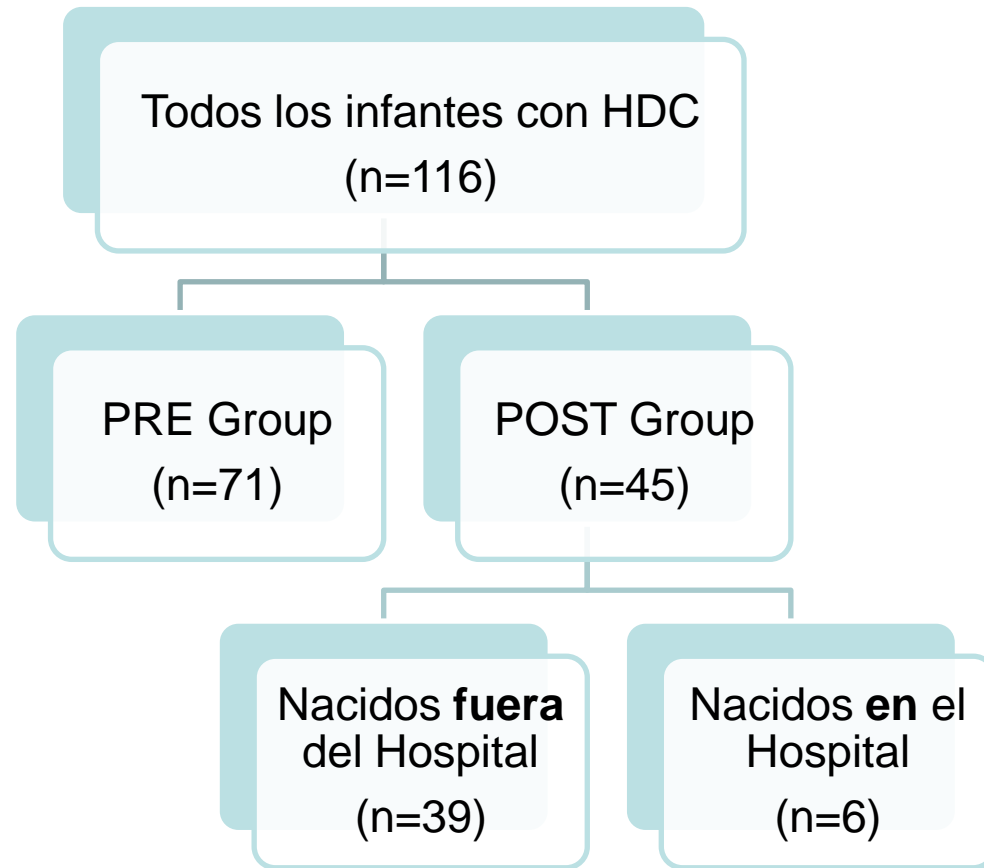 Todos los infantes con HDC
(n=116)
PRE Group
(n=71)
POST Group
(n=45)
Nacidos fuera
del Hospital
(n=39)
Nacidos en el
Hospital
(n=6)